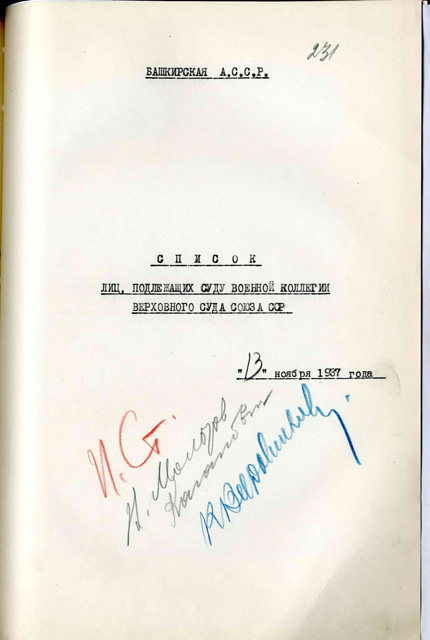 231
БАШКИРСКАЯ А.С.С.Р.
С П И С О К
ЛИЦ, ПОДЛЕЖАЩИХ СУДУ ВОЕННОЙ КОЛЛЕГИИ
ВЕРХОВНОГО СУДА СОЮЗА ССР
"13" ноября 1937 года
И. Ст.
В. Молотов
Каганович
К Ворошилов